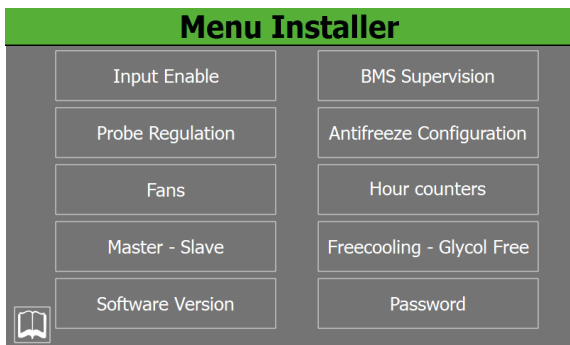 Menu Installer
Input Enable
BMS Supervision
Probe Regulation
Antifreeze Configuration
Fans
Hour counters
Master - Slave
Freecooling - Glycol Free
Software Version
Password